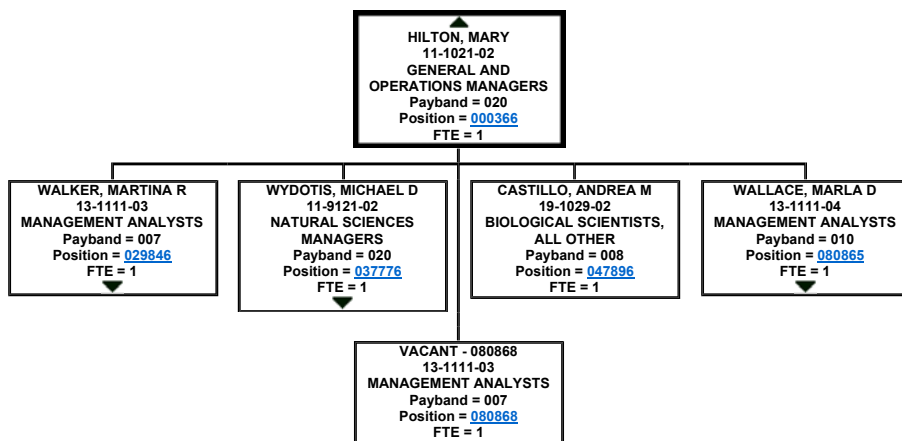 HILTON, MARY
11-1021-02
GENERAL AND
OPERATIONS MANAGERS
Payband = 020
Position = 000366
FTE = 1
WALKER, MARTINA R
13-1111-03
MANAGEMENT ANALYSTS
Payband = 007
Position = 029846
FTE = 1
WYDOTIS, MICHAEL D
11-9121-02
NATURAL SCIENCES
MANAGERS
Payband = 020
Position = 037776
FTE = 1
CASTILLO, ANDREA M
19-1029-02
BIOLOGICAL SCIENTISTS,
ALL OTHER
Payband = 008
Position = 047896
FTE = 1
WALLACE, MARLA D
13-1111-04
MANAGEMENT ANALYSTS
Payband = 010
Position = 080865
FTE = 1
VACANT - 080868
13-1111-03
MANAGEMENT ANALYSTS
Payband = 007
Position = 080868
FTE = 1